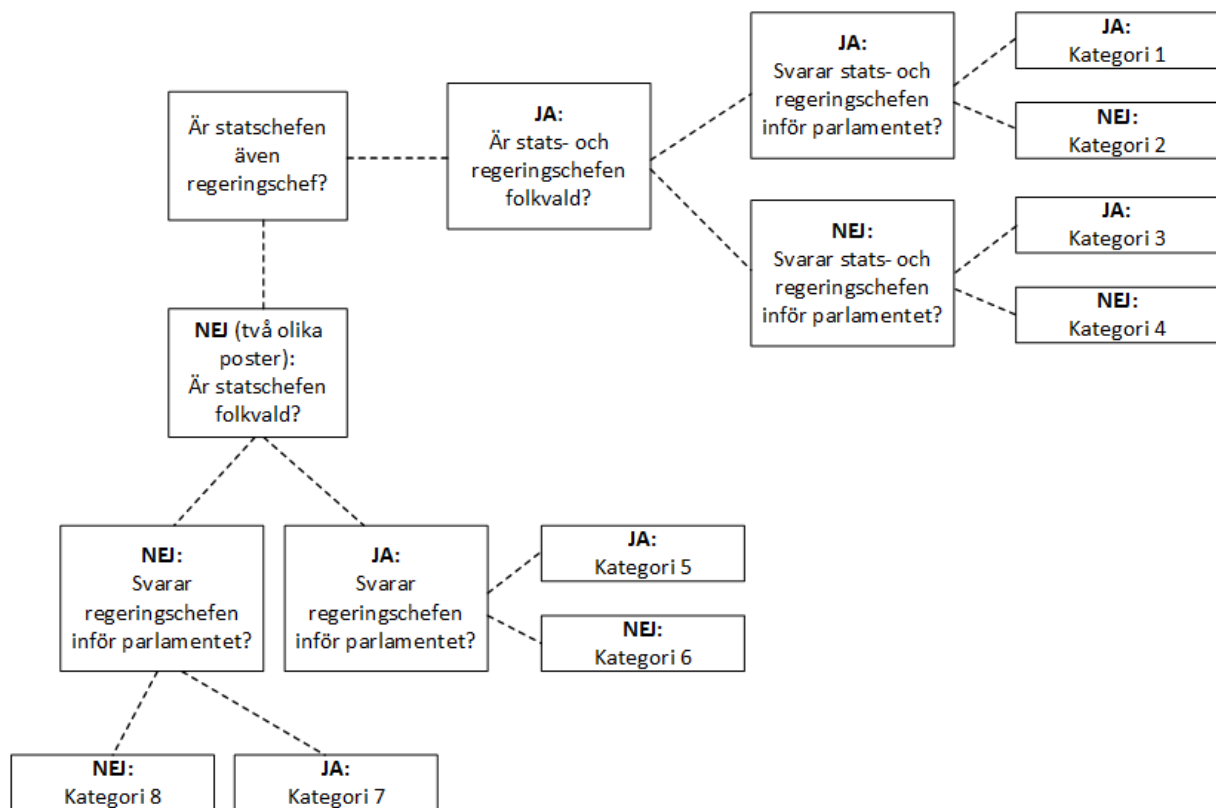 Är statschefen
även
regeringschef?
JA:
Är stats- och
regeringschefen
folkvald?
JA:
Svarar stats- och
regeringschefen
inför parlamentet?
JA:
Kategori 1
NEJ:
Kategori 2
NEJ:
Svarar stats- och
regeringschefen
inför parlamentet?
JA:
Kategori 3
NEJ:
Kategori 4
NEJ (två olika
poster):
Är statschefen
folkvald?
NEJ:
Svarar
regeringschefen
inför parlamentet?
JA:
Svarar
regeringschefen
inför parlamentet?
JA:
Kategori 5
NEJ:
Kategori 6
NEJ:
Kategori 8
JA:
Kategori 7